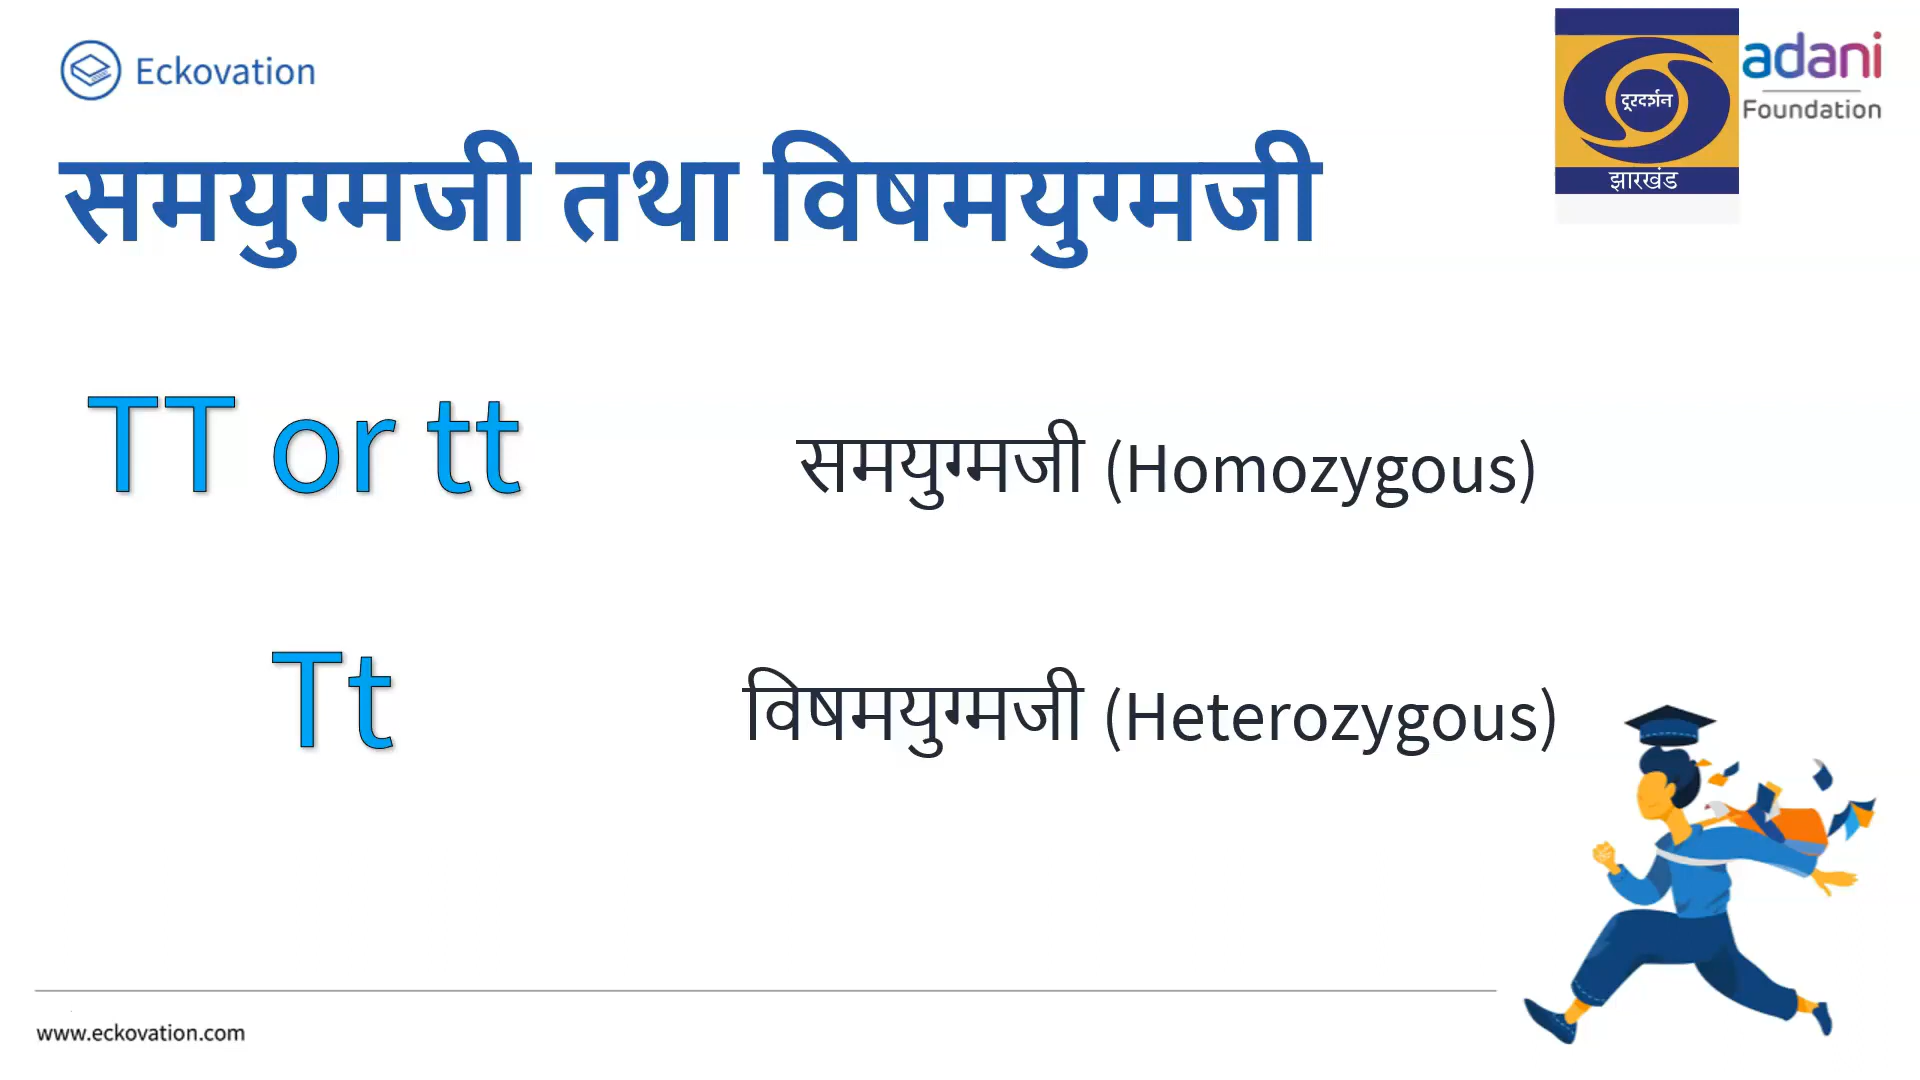 Eckovation
दूरदर्शन
झारखंड
adani
Foundation
समयुग्मजी तथा विषमयुग्मजी
TT or tt
समयुग्मजी (Homozygous)
Tt
विषमयुग्मजी (Heterozygous)
www.eckovation.com